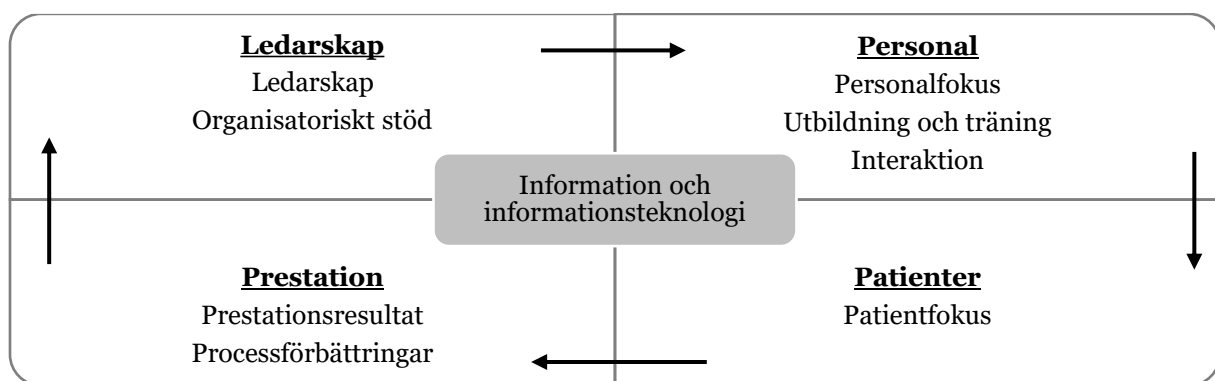 Ledarskap
Ledarskap
Organisatoriskt stöd
Personal
Personalfokus
Utbildning och träning
Interaktion
Information och
informationsteknologi
Prestation
Prestationsresultat
Processförbättringar
Patienter
Patientfokus